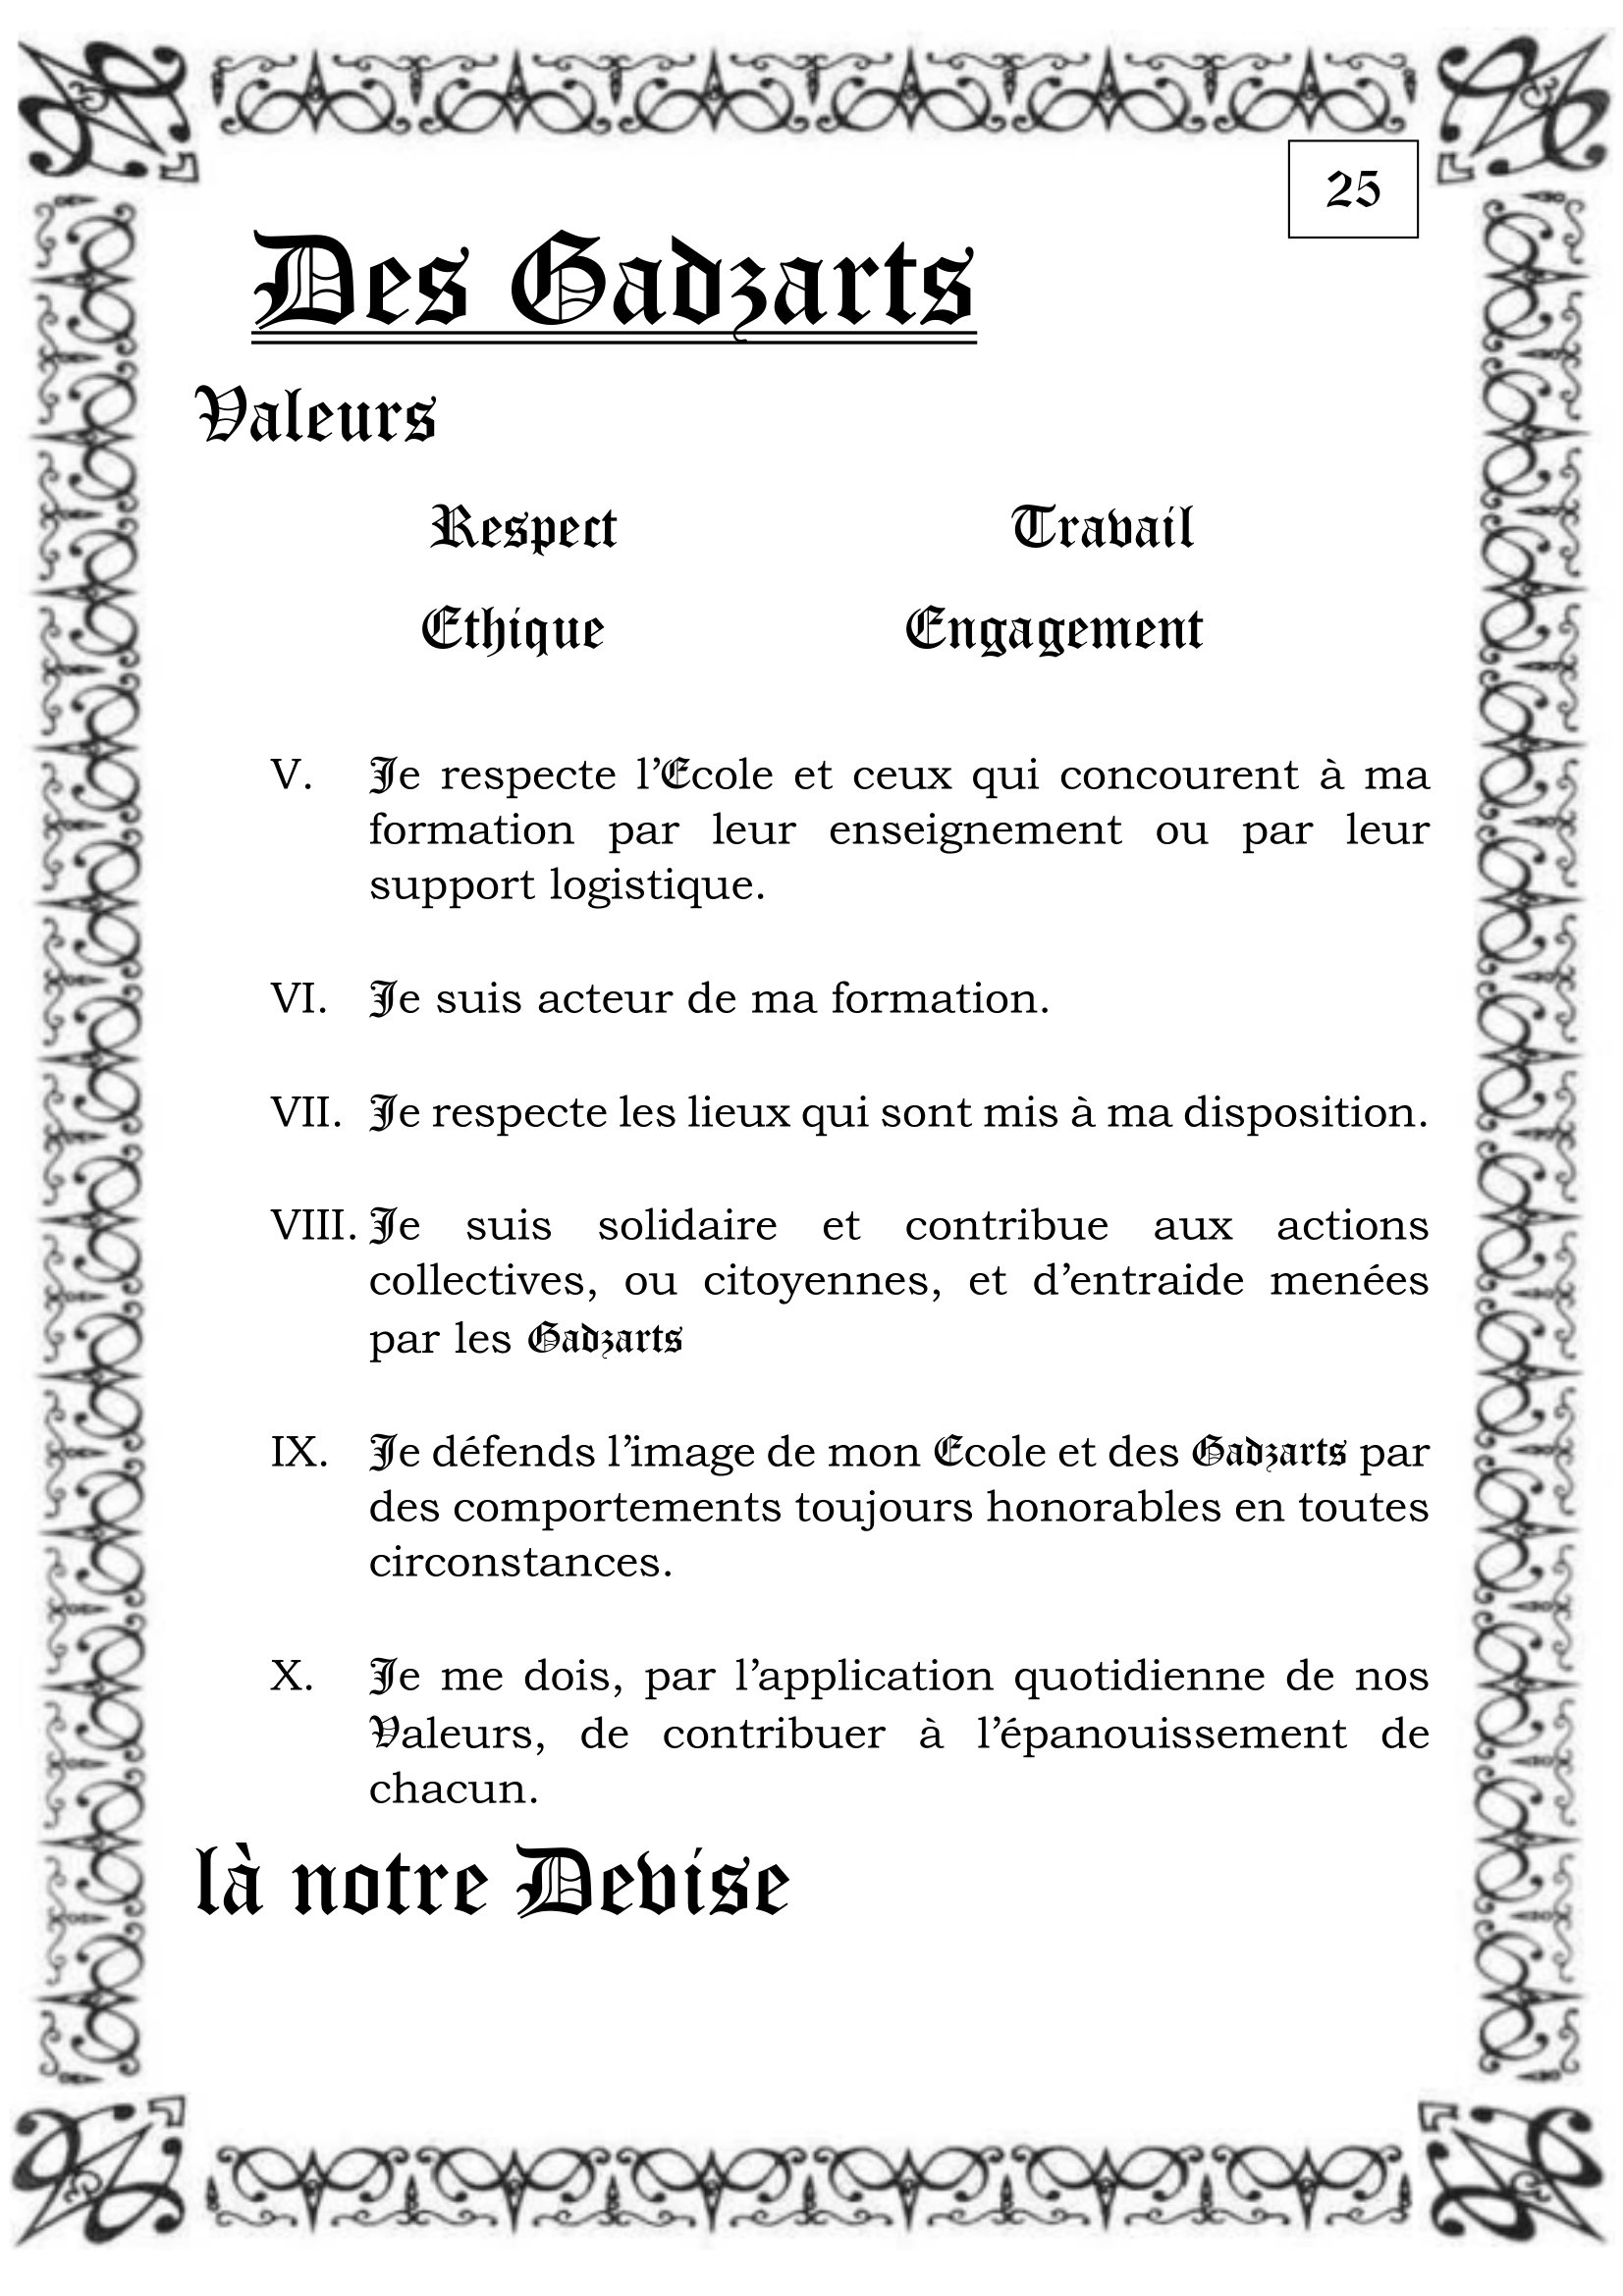 25
Des Gadzarts
Valeurs
Respect Travail
Ethique Engagement
V. Je respecte l’Ecole et ceux qui concourent à ma
formation par leur enseignement ou par leur
support logistique.
VI. Je suis acteur de ma formation.
VII. Je respecte les lieux qui sont mis à ma disposition.
VIII. Je suis solidaire et contribue aux actions
collectives, ou citoyennes, et d’entraide menées
par les Gadzarts
IX. Je défends l’image de mon Ecole et des Gadzarts par
des comportements toujours honorables en toutes
circonstances.
X. Je me dois, par l’application quotidienne de nos
Valeurs, de contribuer à l’épanouissement de
chacun.
là notre Devise